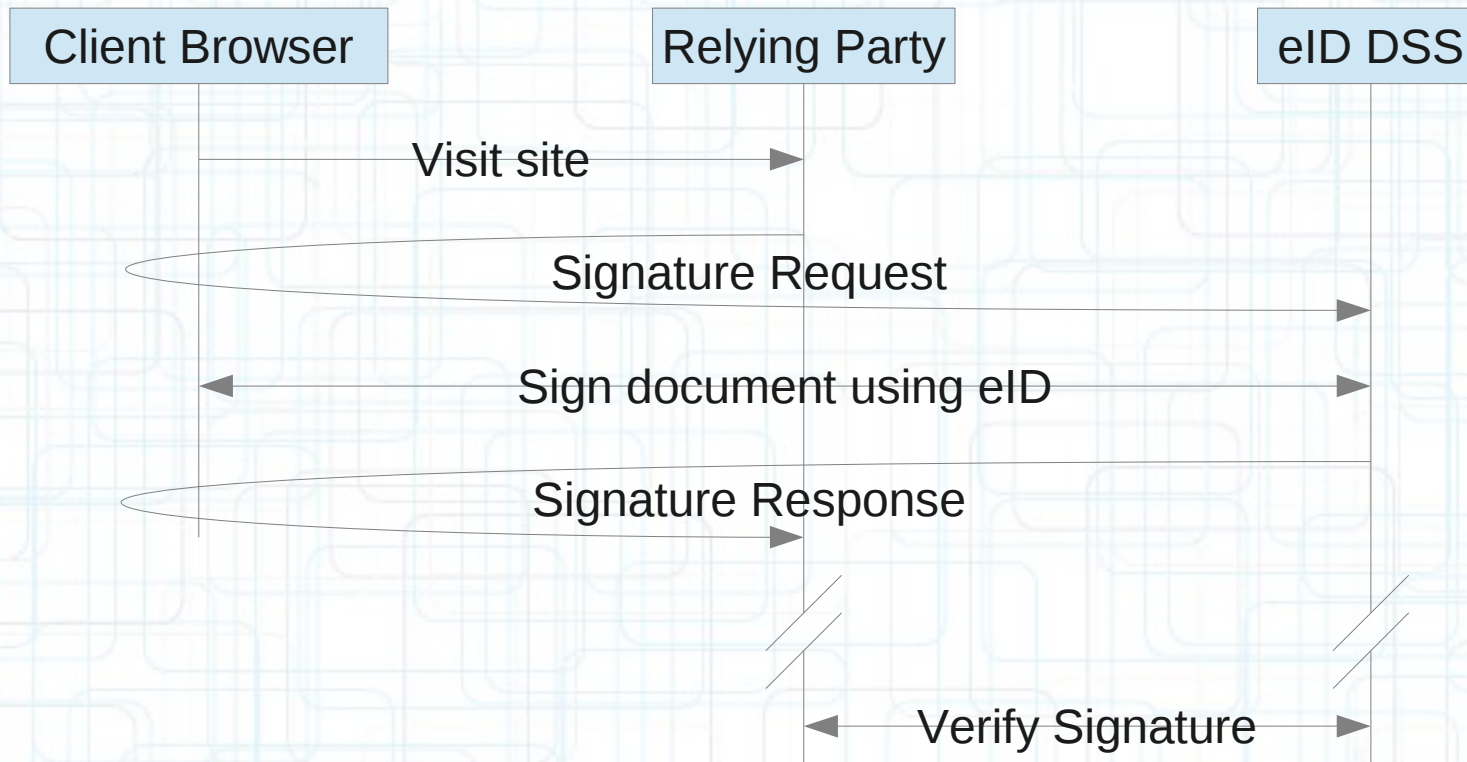 Client Browser
Relying Party
eID DSS
Visit site
Signature Request
Sign document using eID
Signature Response
Verify Signature